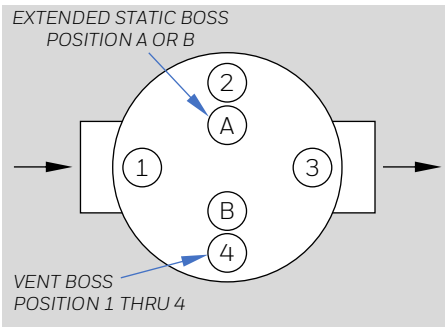 EXTENDED STATIC BOSS
POSITION A OR B
2
A
1
3
B
4
VENT BOSS
POSITION 1 THRU 4